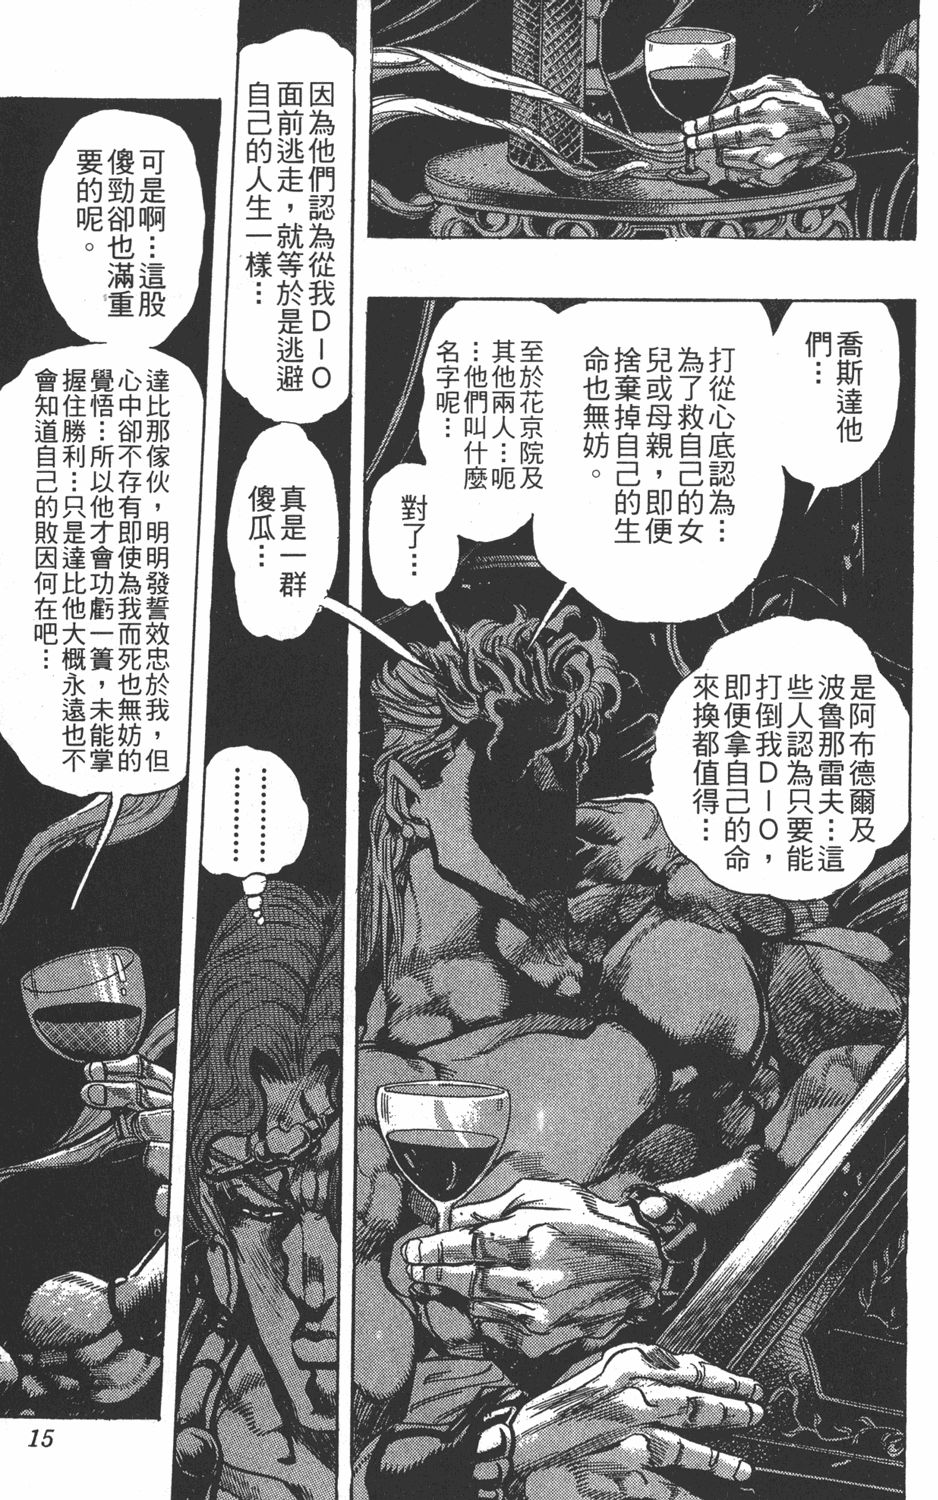 喬斯達他
們…
打從心底認為…
為了救自己的女
兒或母親，即便
捨棄掉自己的生
命也無妨。
至於花京院及
其他兩人…呃
…他們叫什麼
名字呢…
對了…
是阿布德爾及
波魯那雷夫…這
些人認為只要能
打倒我DIO，
即便拿自己的命
來換都值得…
因為他們認為從我DIO
面前逃走，就等於是逃避
自己的人生一樣…
真是一群
傻瓜…
…………
…………
可是啊…這股
傻勁卻也滿重
要的呢。
達比那傢伙，明明發誓效忠於我，但
心中卻不存有即使為我而死也無妨的
覺悟…所以他才會功虧一簣，未能掌
握住勝利…只是達比他大概永遠也不
會知道自己的敗因何在吧…
15